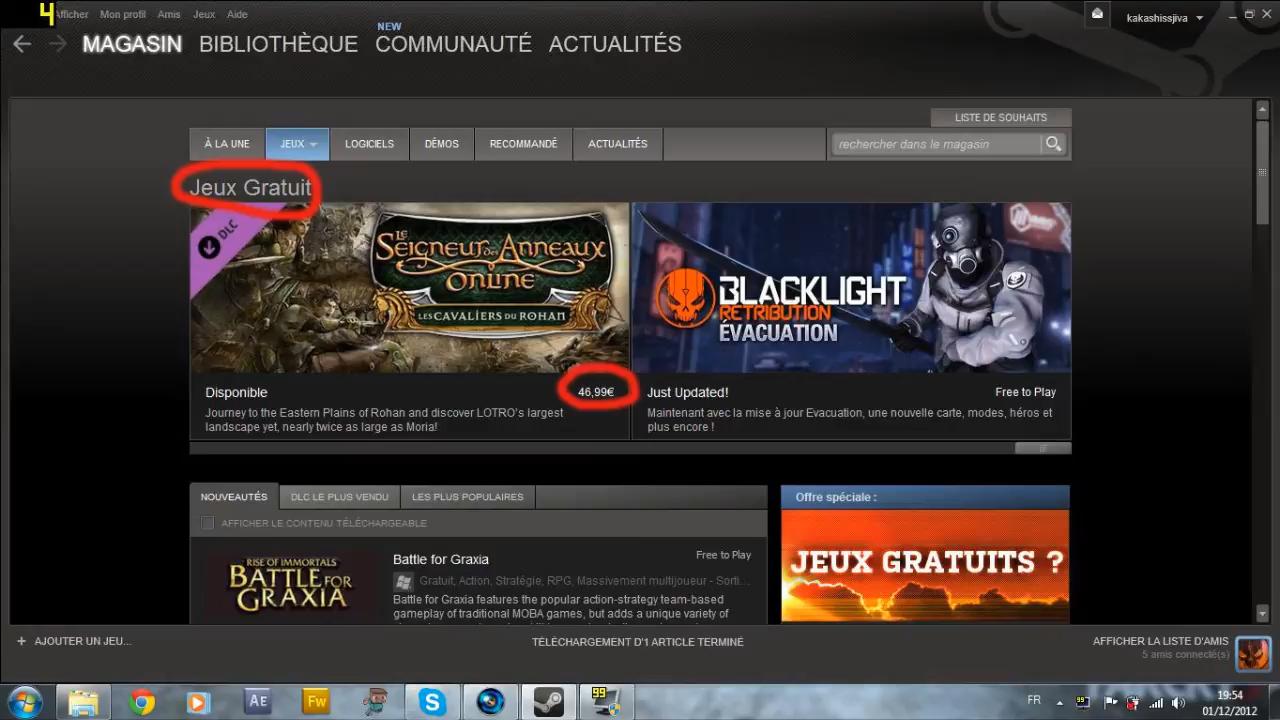 4
Afficher Mon profil Amis Jeux Aide
kakashissjiva
NEW
MAGASIN BIBLIOTHÈQUE COMMUNAUTÉ ACTUALITÉS
LISTE DE SOUHAITS
À LA UNE JEUX LOGICIELS DÉMOS RECOMMANDÉ ACTUALITÉS
rechercher dans le magasin
Jeux Gratuit
DLC
LE SEIGNEUR DES ANNEAUX ONLINE
LES CAVALIERS DU ROHAN
BLACKLIGHT
RETRIBUTION
ÉVACUATION
Disponible 46,99€
Journey to the Eastern Plains of Rohan and discover LOTRO's largest
landscape yet, nearly twice as large as Moria!
Just Updated! Free to Play
Maintenant avec la mise à jour Evacuation, une nouvelle carte, modes, héros et
plus encore !
NOUVEAUTÉS DLC LE PLUS VENDU LES PLUS POPULAIRES
AFFICHER LE CONTENU TÉLÉCHARGEABLE
Offre spéciale :
JEUX GRATUITS ?
RISE OF IMMORTALS
BATTLE FOR
GRAXIA
Battle for Graxia Free to Play
Gratuit, Action, Stratégie, RPG, Massivement multijoueur - Sorti...
Battle for Graxia features the popular action-strategy team-based
gameplay of traditional MOBA games, but adds a unique variety of
+ AJOUTER UN JEU...
TÉLÉCHARGEMENT D'1 ARTICLE TERMINÉ
AFFICHER LA LISTE D'AMIS
5 amis connecté(s)
Ae Fw 99
FR
19:54
01/12/2012